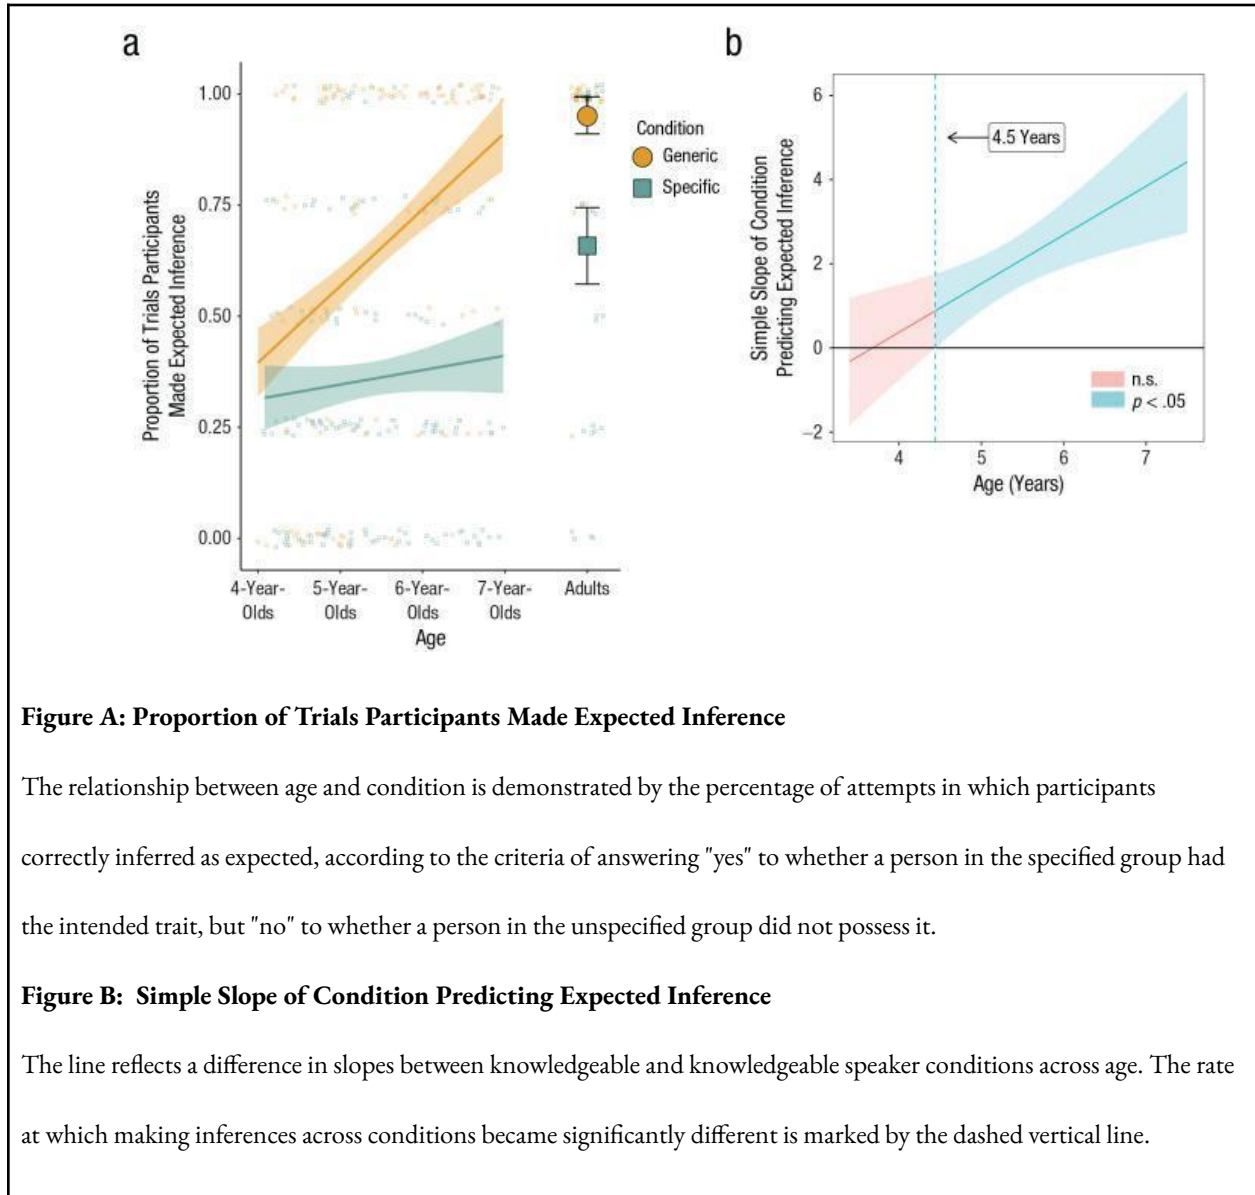 a
b
1.00
0.75
0.50
0.25
0.00
Proportion of Trials Participants
Made Expected Inference
4-Year-
Olds
5-Year-
Olds
6-Year-
Olds
7-Year-
Olds
Adults
Age
Condition
Generic
Specific
6
4
2
0
−2
Simple Slope of Condition
Predicting Expected Inference
4.5 Years
n.s.
p < .05
4
5
6
7
Age (Years)
Figure A: Proportion of Trials Participants Made Expected Inference
The relationship between age and condition is demonstrated by the percentage of attempts in which participants
correctly inferred as expected, according to the criteria of answering "yes" to whether a person in the specified group had
the intended trait, but "no" to whether a person in the unspecified group did not possess it.
Figure B: Simple Slope of Condition Predicting Expected Inference
The line reflects a difference in slopes between knowledgeable and knowledgeable speaker conditions across age. The rate
at which making inferences across conditions became significantly different is marked by the dashed vertical line.